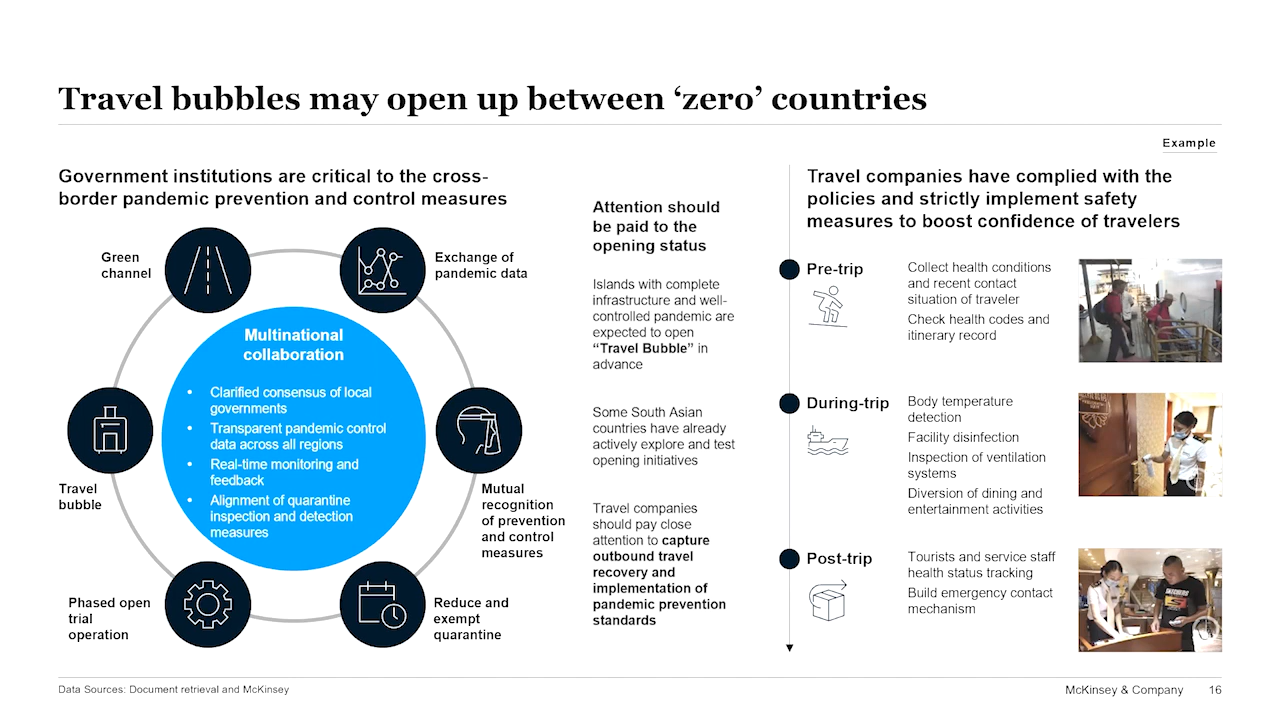 Travel bubbles may open up between ‘zero’ countries
Example
Government institutions are critical to the cross-
border pandemic prevention and control measures
Green
channel
Exchange of
pandemic data
Multinational
collaboration
• Clarified consensus of local
governments
• Transparent pandemic control
data across all regions
• Real-time monitoring and
feedback
• Alignment of quarantine
inspection and detection
measures
Travel
bubble
Mutual
recognition
of prevention
and control
measures
Phased open
trial
operation
Reduce and
exempt
quarantine
Attention should
be paid to the
opening status
Islands with complete
infrastructure and well-
controlled pandemic are
expected to open
“Travel Bubble” in
advance
Some South Asian
countries have already
actively explore and test
opening initiatives
Travel companies
should pay close
attention to capture
outbound travel
recovery and
implementation of
pandemic prevention
standards
Travel companies have complied with the
policies and strictly implement safety
measures to boost confidence of travelers
Pre-trip
Collect health conditions
and recent contact
situation of traveler
Check health codes and
itinerary record
During-trip
Body temperature
detection
Facility disinfection
Inspection of ventilation
systems
Diversion of dining and
entertainment activities
Post-trip
Tourists and service staff
health status tracking
Build emergency contact
mechanism
Data Sources: Document retrieval and McKinsey
McKinsey & Company 16